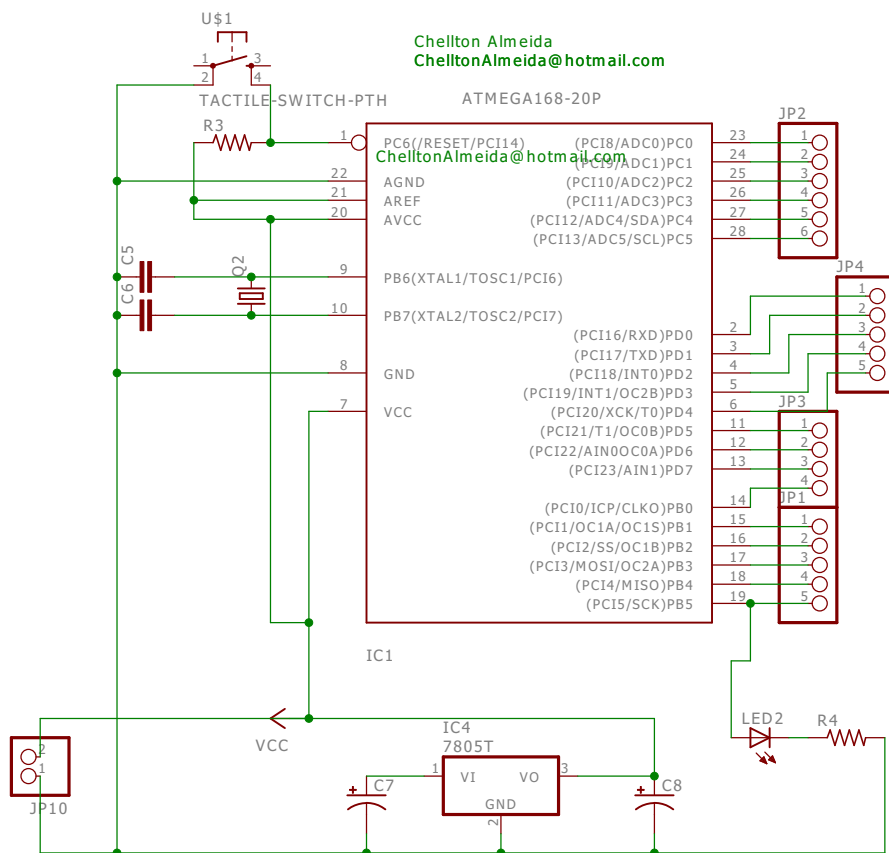 U$1
Chellton Almeida
ChelltonAlmeida@hotmail.com
1 3
2 4
TACTILE-SWITCH-PTH
ATMEGA168-20P
JP2
R3
1 PC6(/RESET/PCI14) (PCI8/ADC0)PC0 23 1
ChelltonAlmeida@hotmail.com
(PCI9/ADC1)PC1 24 2
22 AGND (PCI10/ADC2)PC2 25 3
21 AREF (PCI11/ADC3)PC3 26 4
20 AVCC (PCI12/ADC4/SDA)PC4 27 5
(PCI13/ADC5/SCL)PC5 28 6
C5
Q2
JP4
9 PB6(XTAL1/TOSC1/PCI6)
C6
1
10 PB7(XTAL2/TOSC2/PCI7)
2
(PCI16/RXD)PD0 2 3
(PCI17/TXD)PD1 3 4
8 GND (PCI18/INT0)PD2 4 5
(PCI19/INT1/OC2B)PD3 5
JP3
7 VCC (PCI20/XCK/T0)PD4 6
(PCI21/T1/OC0B)PD5 11 1
(PCI22/AIN0OC0A)PD6 12 2
(PCI23/AIN1)PD7 13 3
4
JP1
(PCI0/ICP/CLKO)PB0 14
(PCI1/OC1A/OC1S)PB1 15 1
(PCI2/SS/OC1B)PB2 16 2
(PCI3/MOSI/OC2A)PB3 17 3
(PCI4/MISO)PB4 18 4
(PCI5/SCK)PB5 19 5
IC1
LED2 R4
IC4
VCC
7805T
2
1
JP10
1 VI VO 3
C7
C8
GND
2